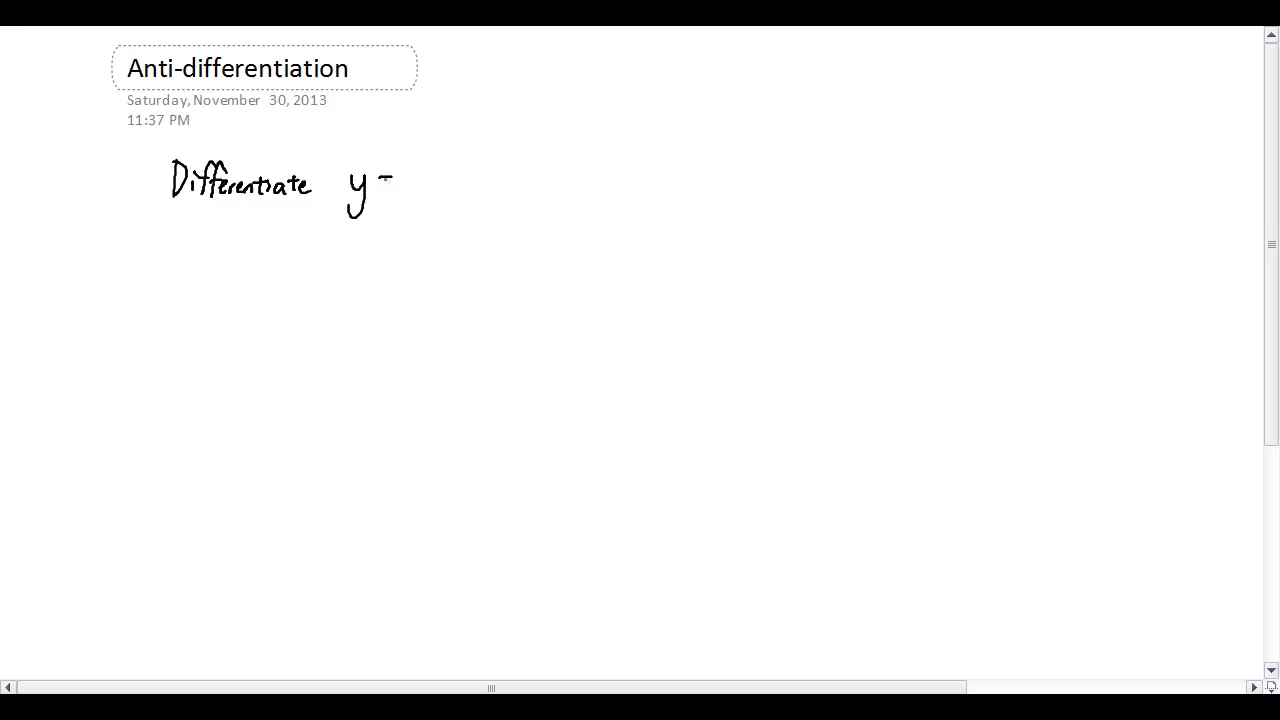 Anti-differentiation
Saturday, November 30, 2013
11:37 PM
Differentiate y -